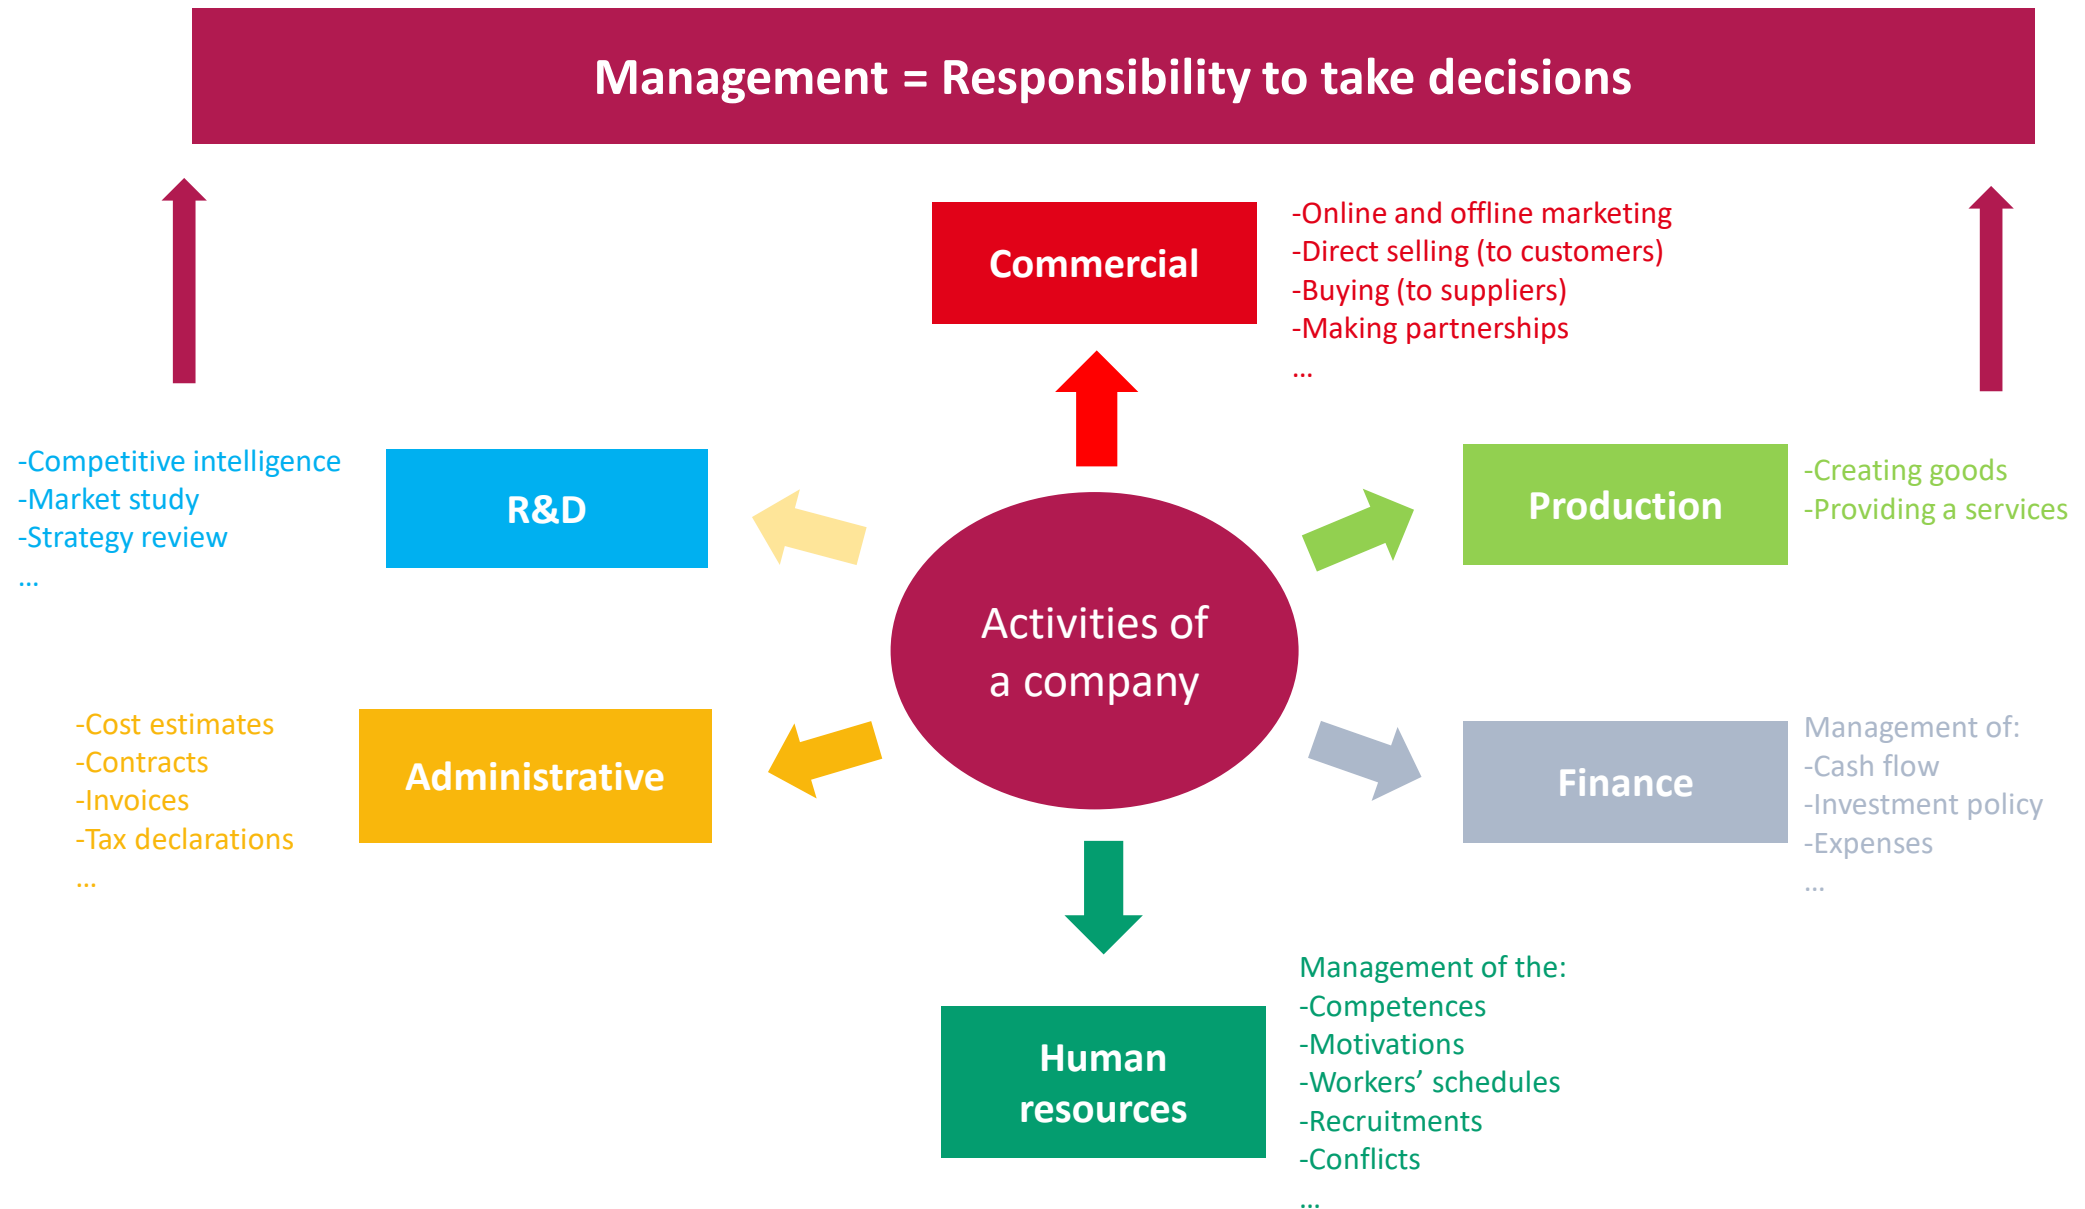 Management = Responsibility to take decisions
Commercial
-Online and offline marketing
-Direct selling (to customers)
-Buying (to suppliers)
-Making partnerships
...
-Competitive intelligence
-Market study
-Strategy review
...
R&D
Production
-Creating goods
-Providing a services
Activities of
a company
-Cost estimates
-Contracts
-Invoices
-Tax declarations
...
Administrative
Finance
Management of:
-Cash flow
-Investment policy
-Expenses
...
Human
resources
Management of the:
-Competences
-Motivations
-Workers’ schedules
-Recruitments
-Conflicts
...